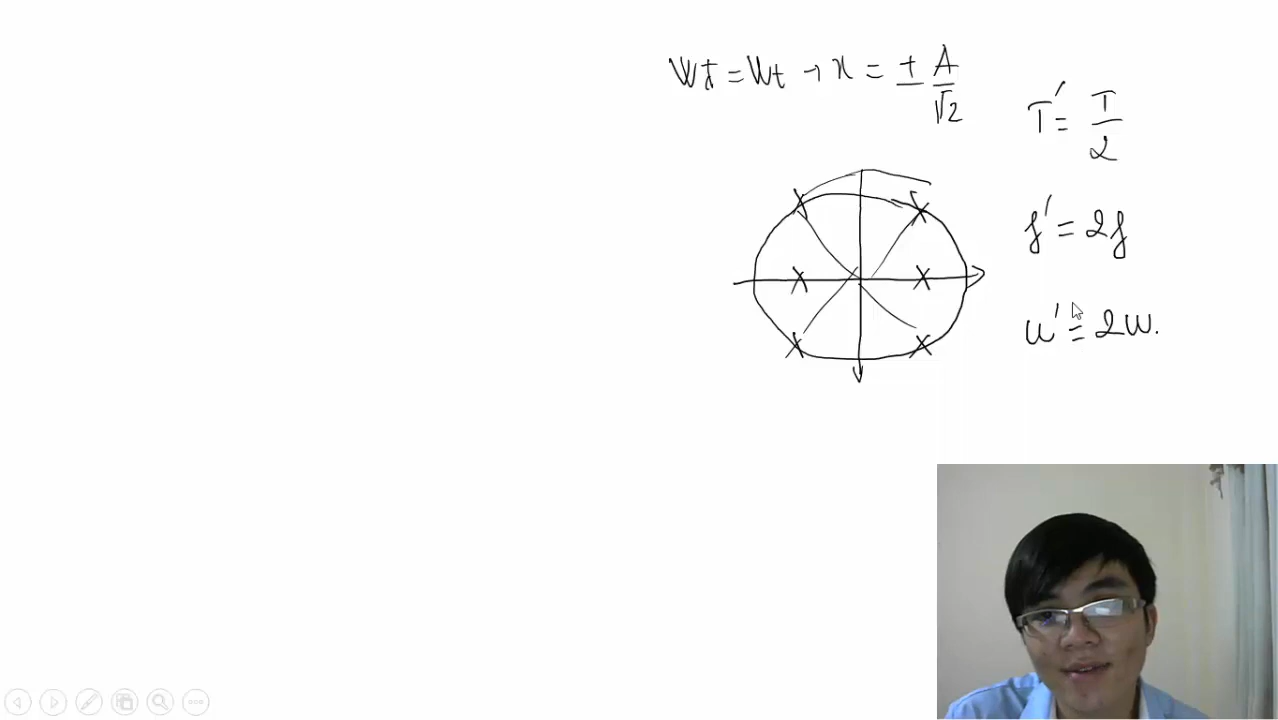 Wđ = Wt → x = ± A/√2
T' = T/2
f' = 2f
ω' = 2ω.